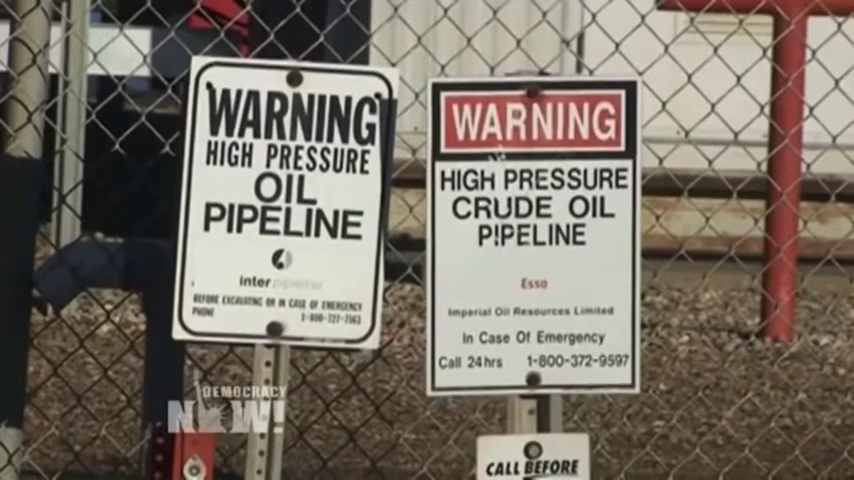 WARNING
HIGH PRESSURE
OIL
PIPELINE
inter pipeline
BEFORE EXCAVATING OR IN CASE OF EMERGENCY
PHONE 1-800-727-7163
WARNING
HIGH PRESSURE
CRUDE OIL
PIPELINE
Esso
Imperial Oil Resources Limited
In Case Of Emergency
Call 24hrs 1-800-372-9597
CALL BEFORE
DEMOCRACY
NOW!